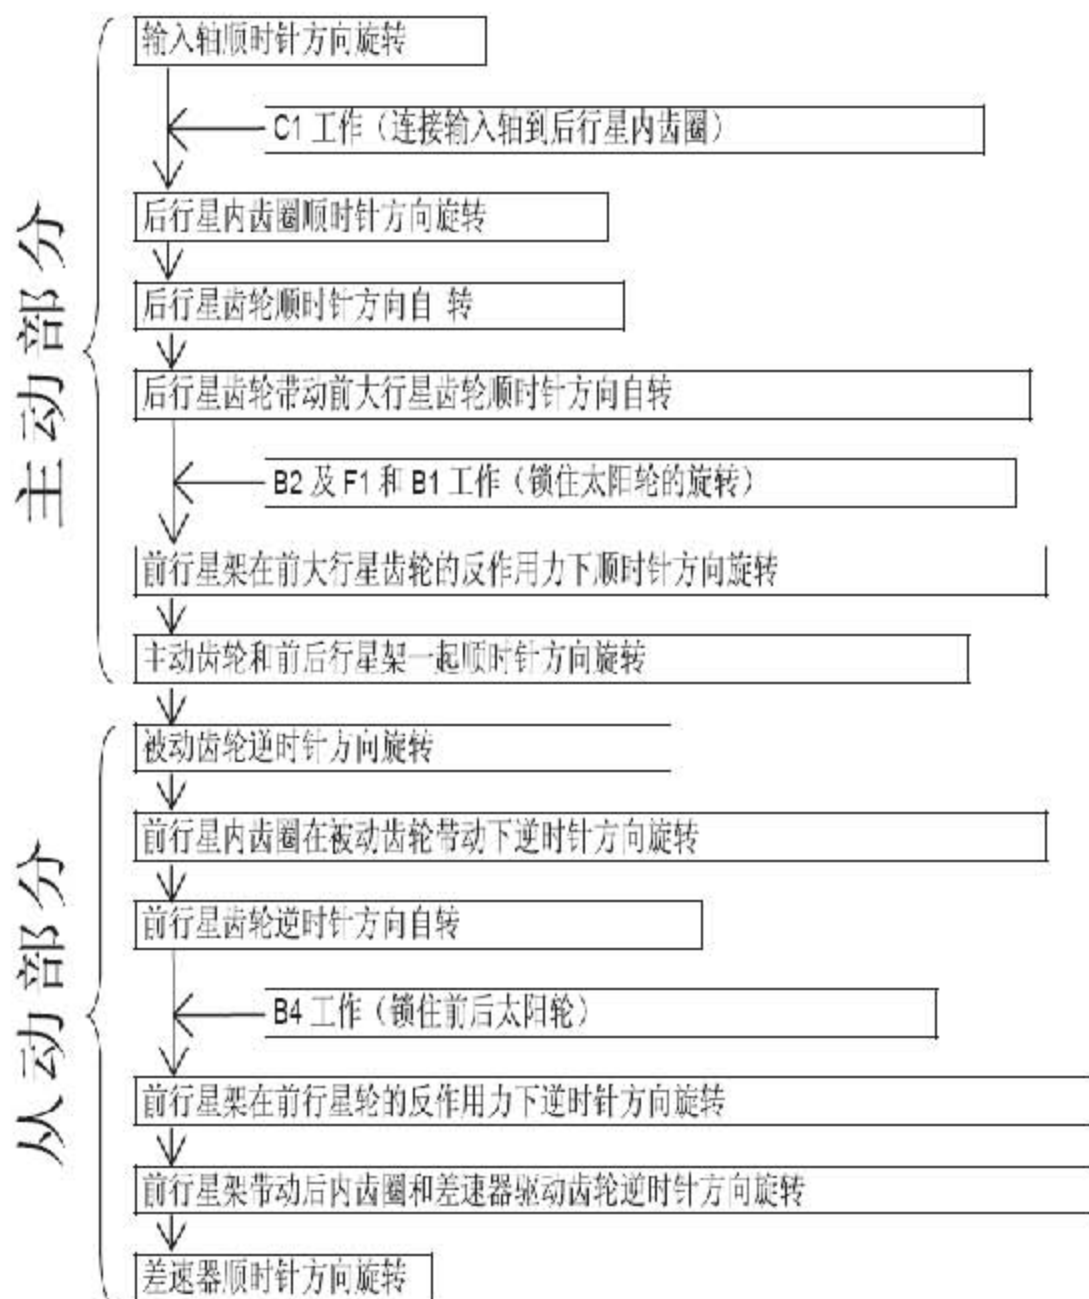 主动部分
输入轴顺时针方向旋转
C1 工作（连接输入轴到后行星内齿圈）
后行星内齿圈顺时针方向旋转
后行星齿轮顺时针方向自 转
后行星齿轮带动前大行星齿轮顺时针方向自转
B2 及 F1 和 B1 工作（锁住太阳轮的旋转）
前行星架在前大行星齿轮的反作用力下顺时针方向旋转
主动齿轮和前后行星架一起顺时针方向旋转
从动部分
被动齿轮逆时针方向旋转
前行星内齿圈在被动齿轮带动下逆时针方向旋转
前行星齿轮逆时针方向自转
B4 工作（锁住前后太阳轮）
前行星架在前行星轮的反作用力下逆时针方向旋转
前行星架带动后内齿圈和差速器驱动齿轮逆时针方向旋转
差速器顺时针方向旋转